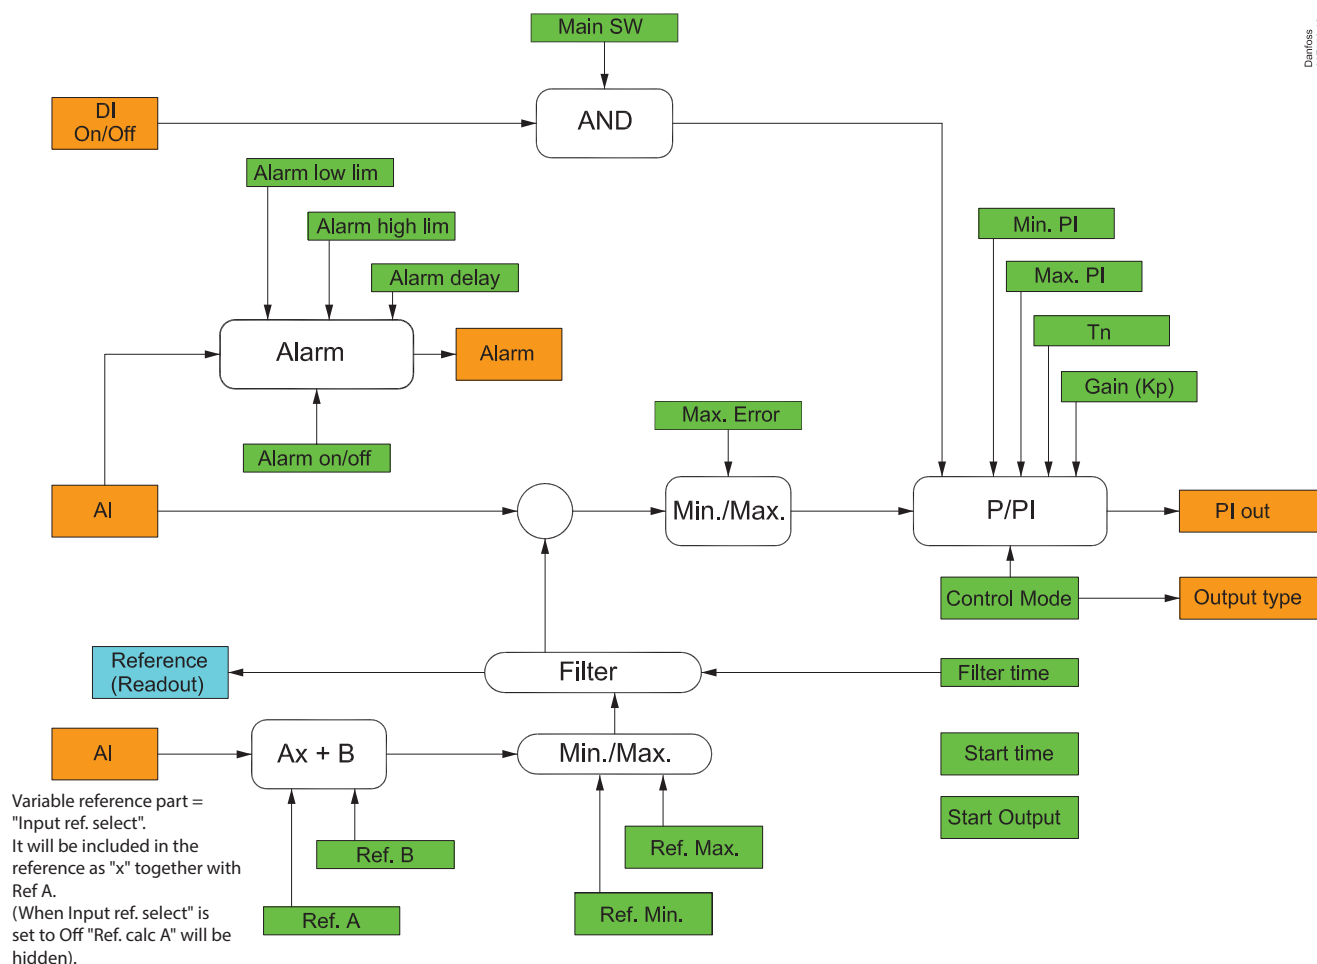 Main SW
Danfoss
DI
On/Off
AND
Alarm low lim
Alarm high lim
Alarm delay
Alarm
Alarm
Alarm on/off
Min. PI
Max. PI
Tn
Gain (Kp)
Max. Error
AI
Min./Max.
P/PI
PI out
Control Mode
Output type
Reference
(Readout)
Filter
Filter time
AI
Ax + B
Min./Max.
Start time
Start Output
Ref. B
Ref. Max.
Ref. A
Ref. Min.
Variable reference part =
"Input ref. select".
It will be included in the
reference as "x" together with
Ref A.
(When Input ref. select" is
set to Off "Ref. calc A" will be
hidden).